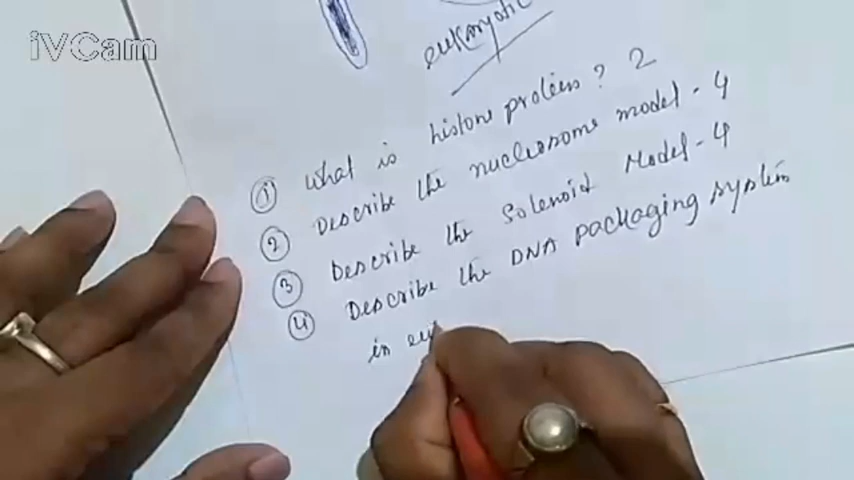 iVCam
eukaryotic
① What is histone proteins? 2
② Describe the nucleosome model - 4
③ Describe the Solenoid Model - 4
④ Describe the DNA packaging system
in eu